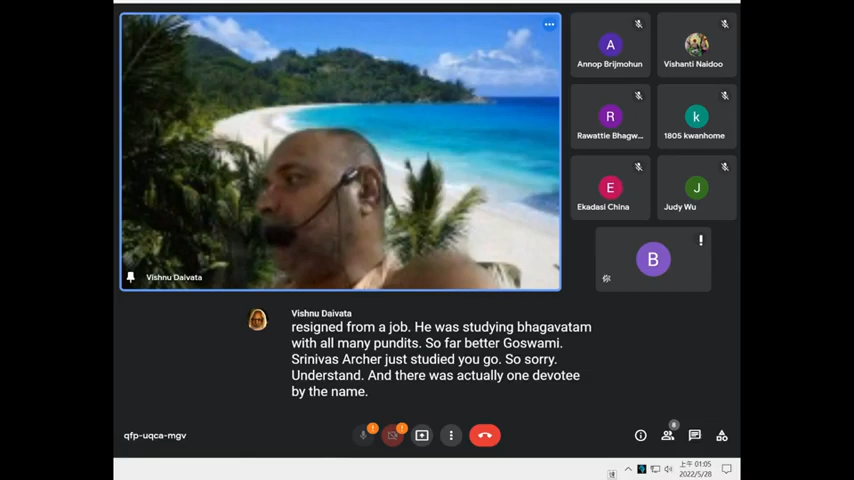 A
Annop Brijmohun
Vishanti Naidoo
R
Rawattie Bhagw...
k
1805 kwanhome
E
Ekadasi China
J
Judy Wu
B
你
Vishnu Daivata
Vishnu Daivata
resigned from a job. He was studying bhagavatam
with all many pundits. So far better Goswami.
Srinivas Archer just studied you go. So sorry.
Understand. And there was actually one devotee
by the name.
qfp-uqca-mgv
8
上午 01:05
2022/5/28